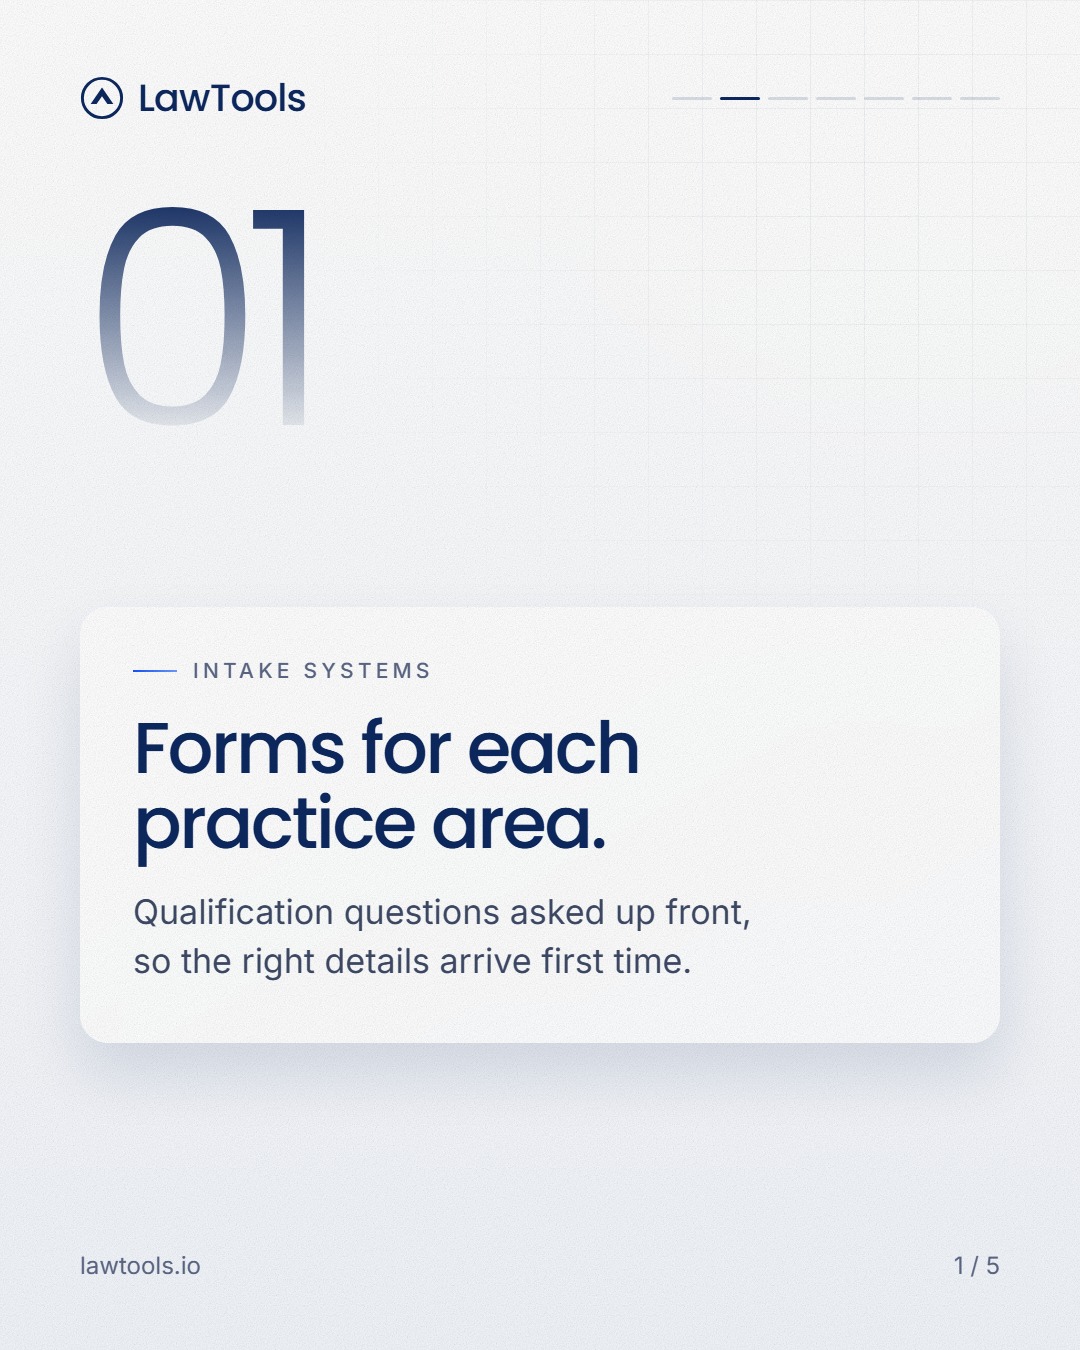 LawTools
01
INTAKE SYSTEMS
Forms for each
practice area.
Qualification questions asked up front,
so the right details arrive first time.
lawtools.io
1 / 5